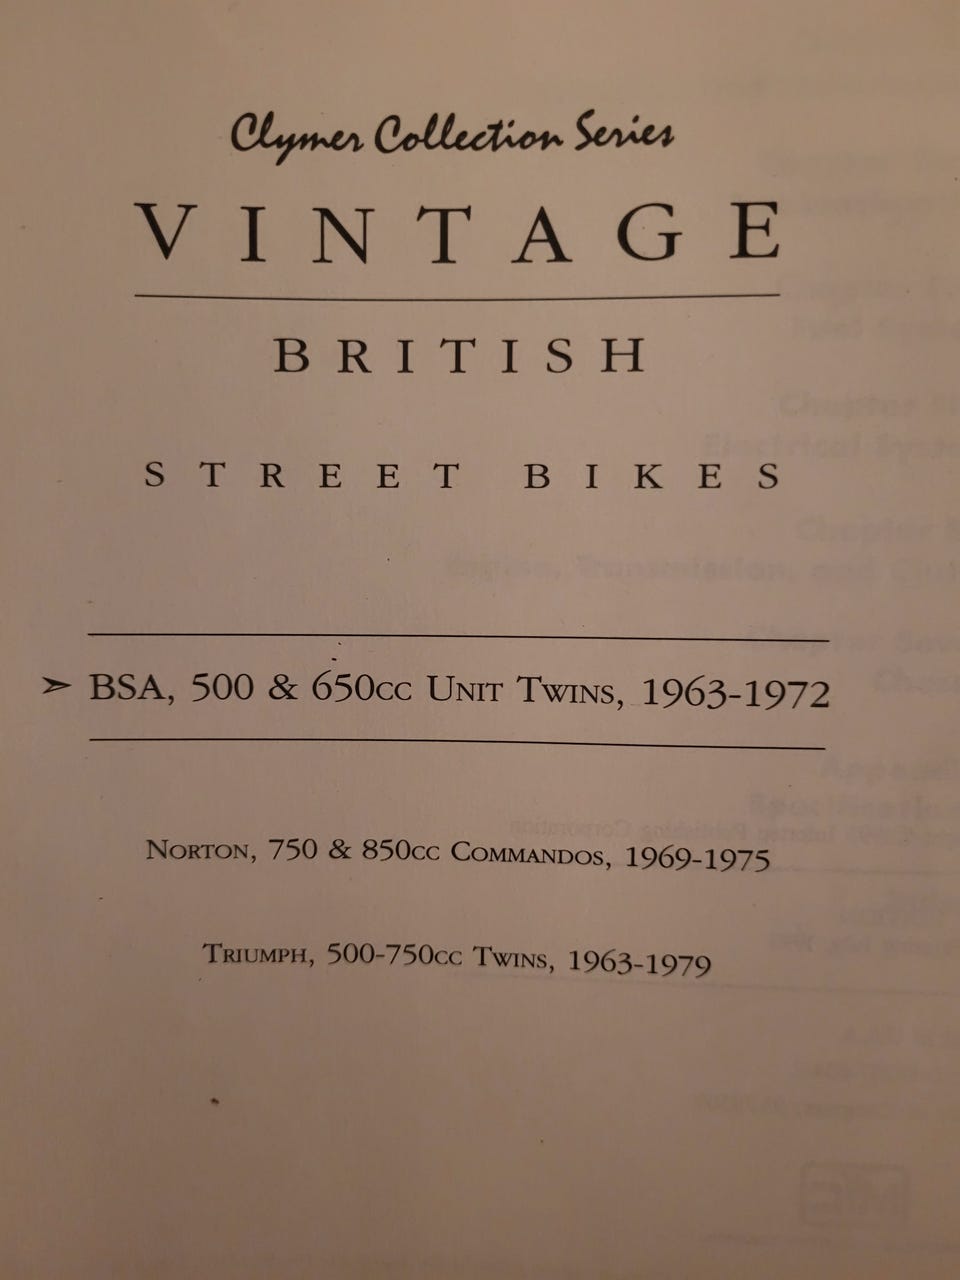 Clymer Collection Series
VINTAGE
BRITISH
STREET BIKES
➣ BSA, 500 & 650CC UNIT TWINS, 1963-1972
NORTON, 750 & 850CC COMMANDOS, 1969-1975
TRIUMPH, 500-750CC TWINS, 1963-1979